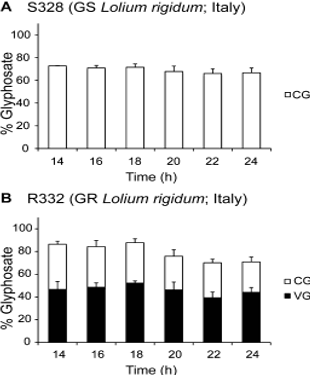 A S328 (GS Lolium rigidum; Italy)
% Glyphosate
100
80
60
40
20
0
14 16 18 20 22 24
Time (h)
CG
B R332 (GR Lolium rigidum; Italy)
% Glyphosate
100
80
60
40
20
0
14 16 18 20 22 24
Time (h)
CG
VG